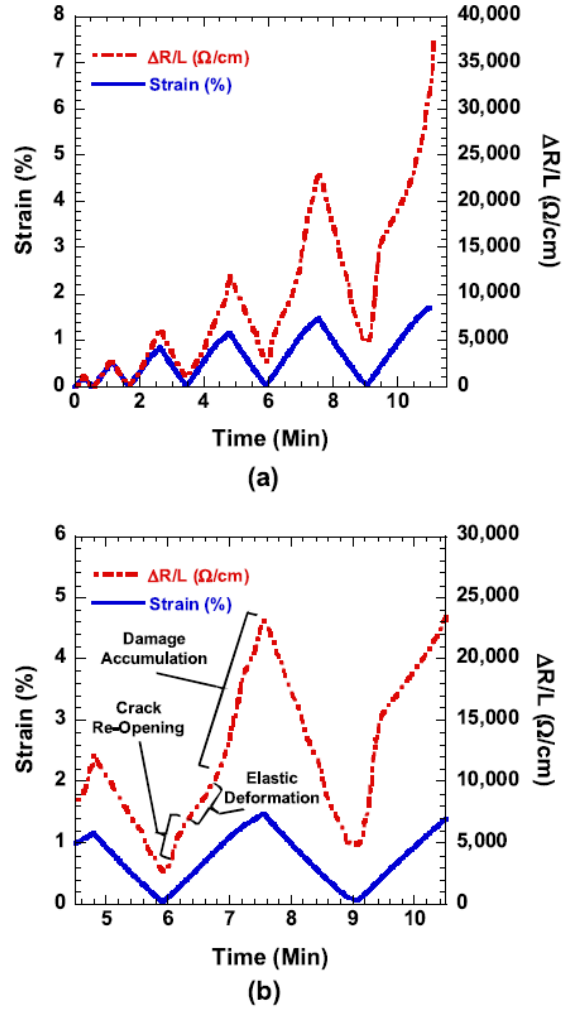 8
7
6
5
4
3
2
1
0
Strain (%)
ΔR/L (Ω/cm)
Strain (%)
40,000
35,000
30,000
25,000
20,000
15,000
10,000
5,000
0
ΔR/L (Ω/cm)
0 2 4 6 8 10
Time (Min)
(a)
6
5
4
3
2
1
0
Strain (%)
ΔR/L (Ω/cm)
Strain (%)
Damage
Accumulation
Crack
Re-Opening
Elastic
Deformation
30,000
25,000
20,000
15,000
10,000
5,000
0
ΔR/L (Ω/cm)
5 6 7 8 9 10
Time (Min)
(b)